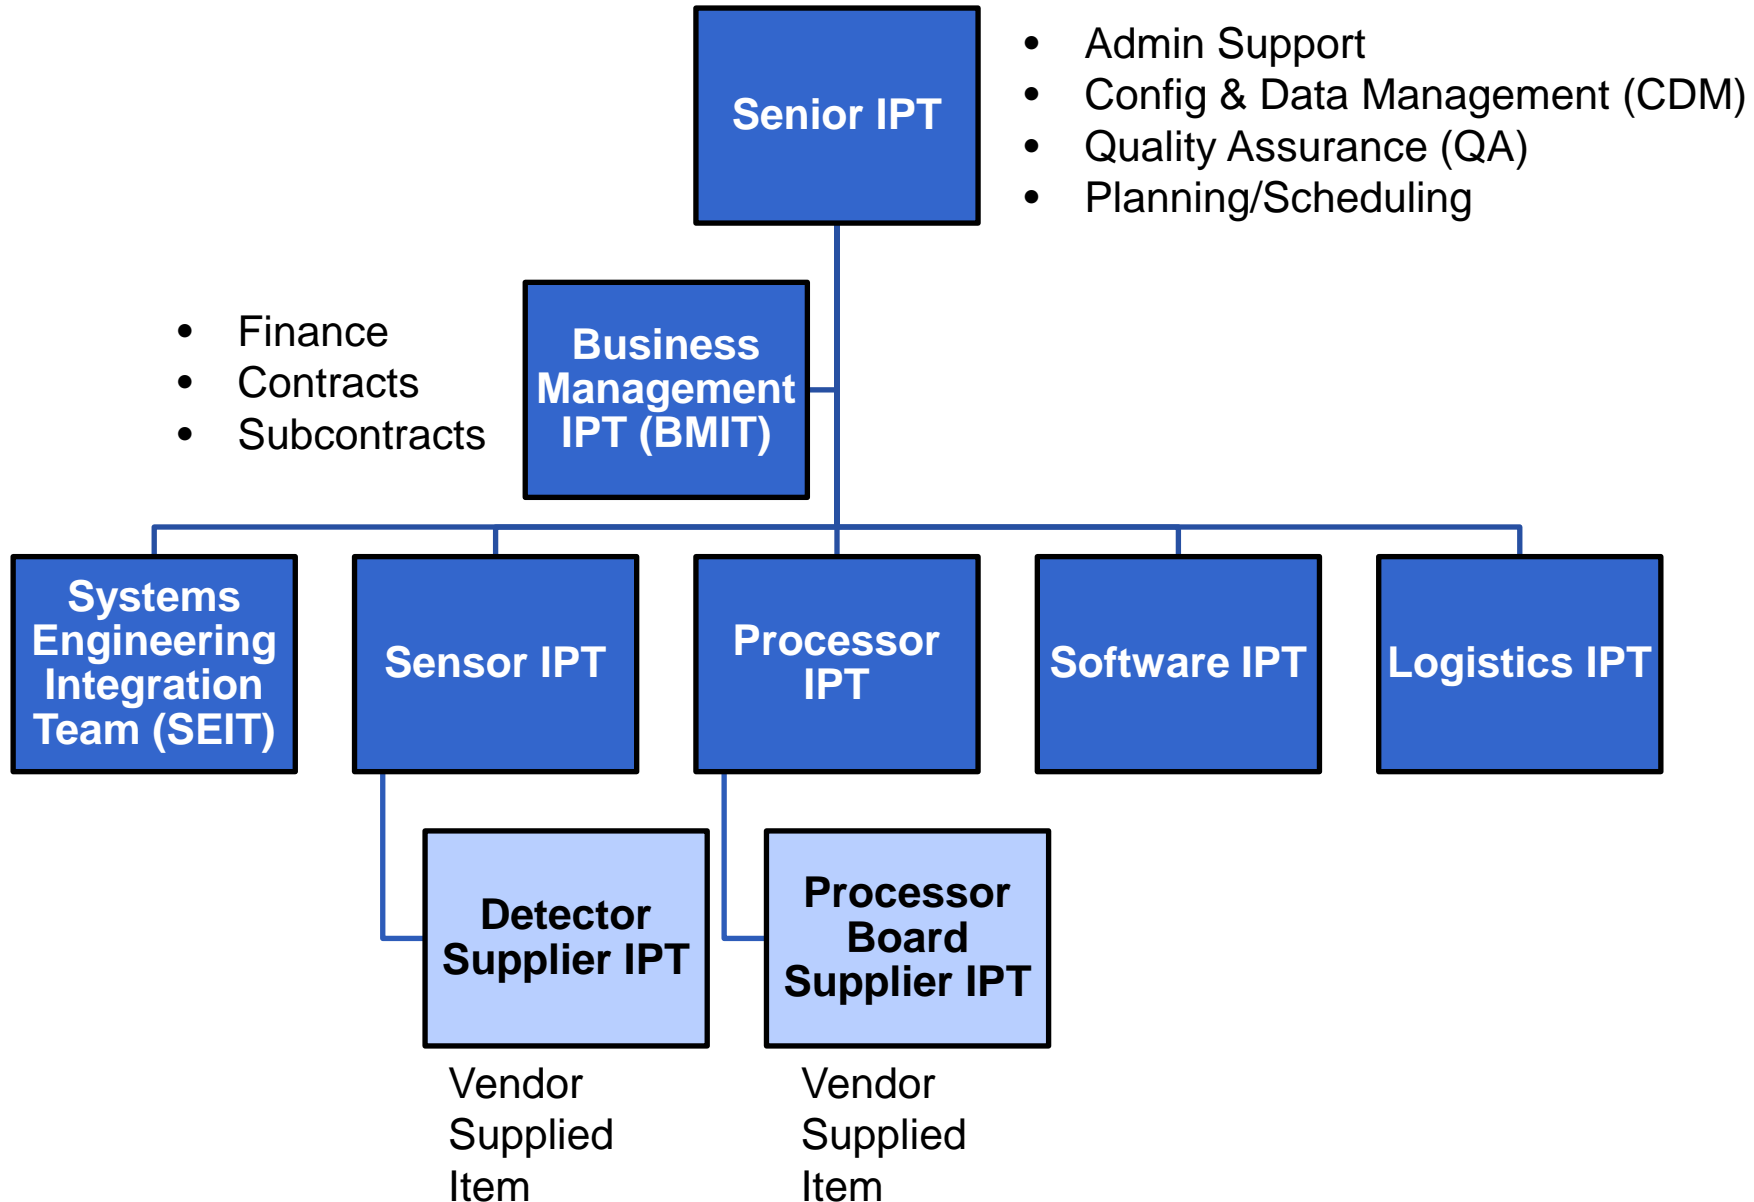 Senior IPT
• Admin Support
• Config & Data Management (CDM)
• Quality Assurance (QA)
• Planning/Scheduling
• Finance
• Contracts
• Subcontracts
Business
Management
IPT (BMIT)
Systems
Engineering
Integration
Team (SEIT)
Sensor IPT
Processor
IPT
Software IPT
Logistics IPT
Detector
Supplier IPT
Processor
Board
Supplier IPT
Vendor
Supplied
Item
Vendor
Supplied
Item